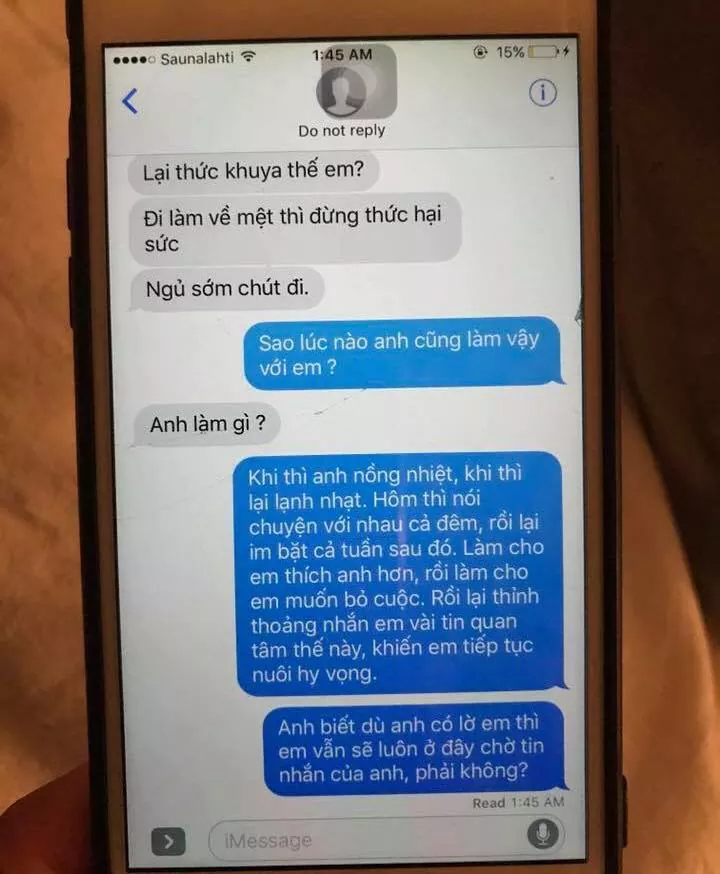 Saunalahti 1:45 AM 15%
Do not reply
Lại thức khuya thế em?
Đi làm về mệt thì đừng thức hại
sức
Ngủ sớm chút đi.
Sao lúc nào anh cũng làm vậy
với em ?
Anh làm gì ?
Khi thì anh nồng nhiệt, khi thì
lại lạnh nhạt. Hôm thì nói
chuyện với nhau cả đêm, rồi lại
im bặt cả tuần sau đó. Làm cho
em thích anh hơn, rồi làm cho
em muốn bỏ cuộc. Rồi lại thỉnh
thoảng nhắn em vài tin quan
tâm thế này, khiến em tiếp tục
nuôi hy vọng.
Anh biết dù anh có lờ em thì
em vẫn sẽ luôn ở đây chờ tin
nhắn của anh, phải không?
Read 1:45 AM
iMessage